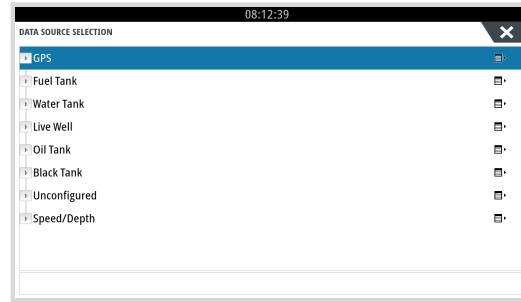 08:12:39
DATA SOURCE SELECTION
GPS
Fuel Tank
Water Tank
Live Well
Oil Tank
Black Tank
Unconfigured
Speed/Depth